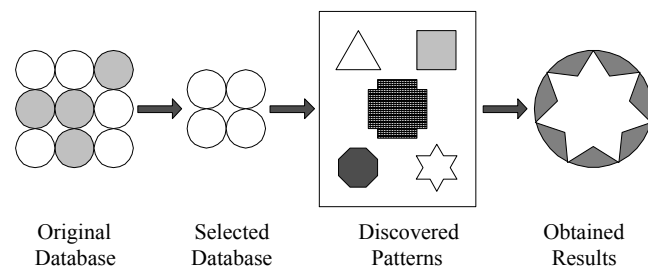 Original
Database
Selected
Database
Discovered
Patterns
Obtained
Results